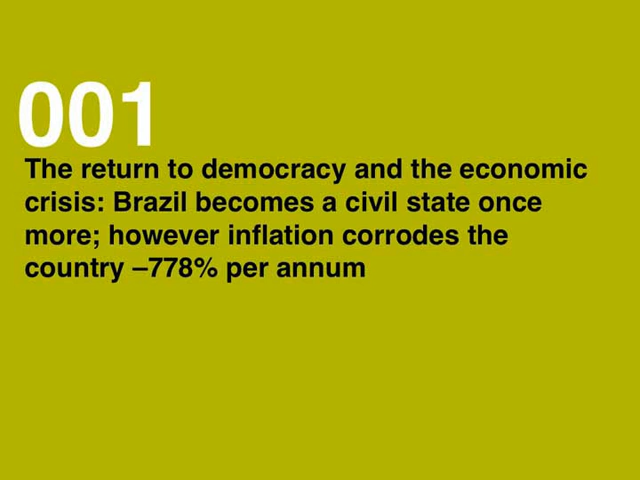 001
The return to democracy and the economic
crisis: Brazil becomes a civil state once
more; however inflation corrodes the
country –778% per annum